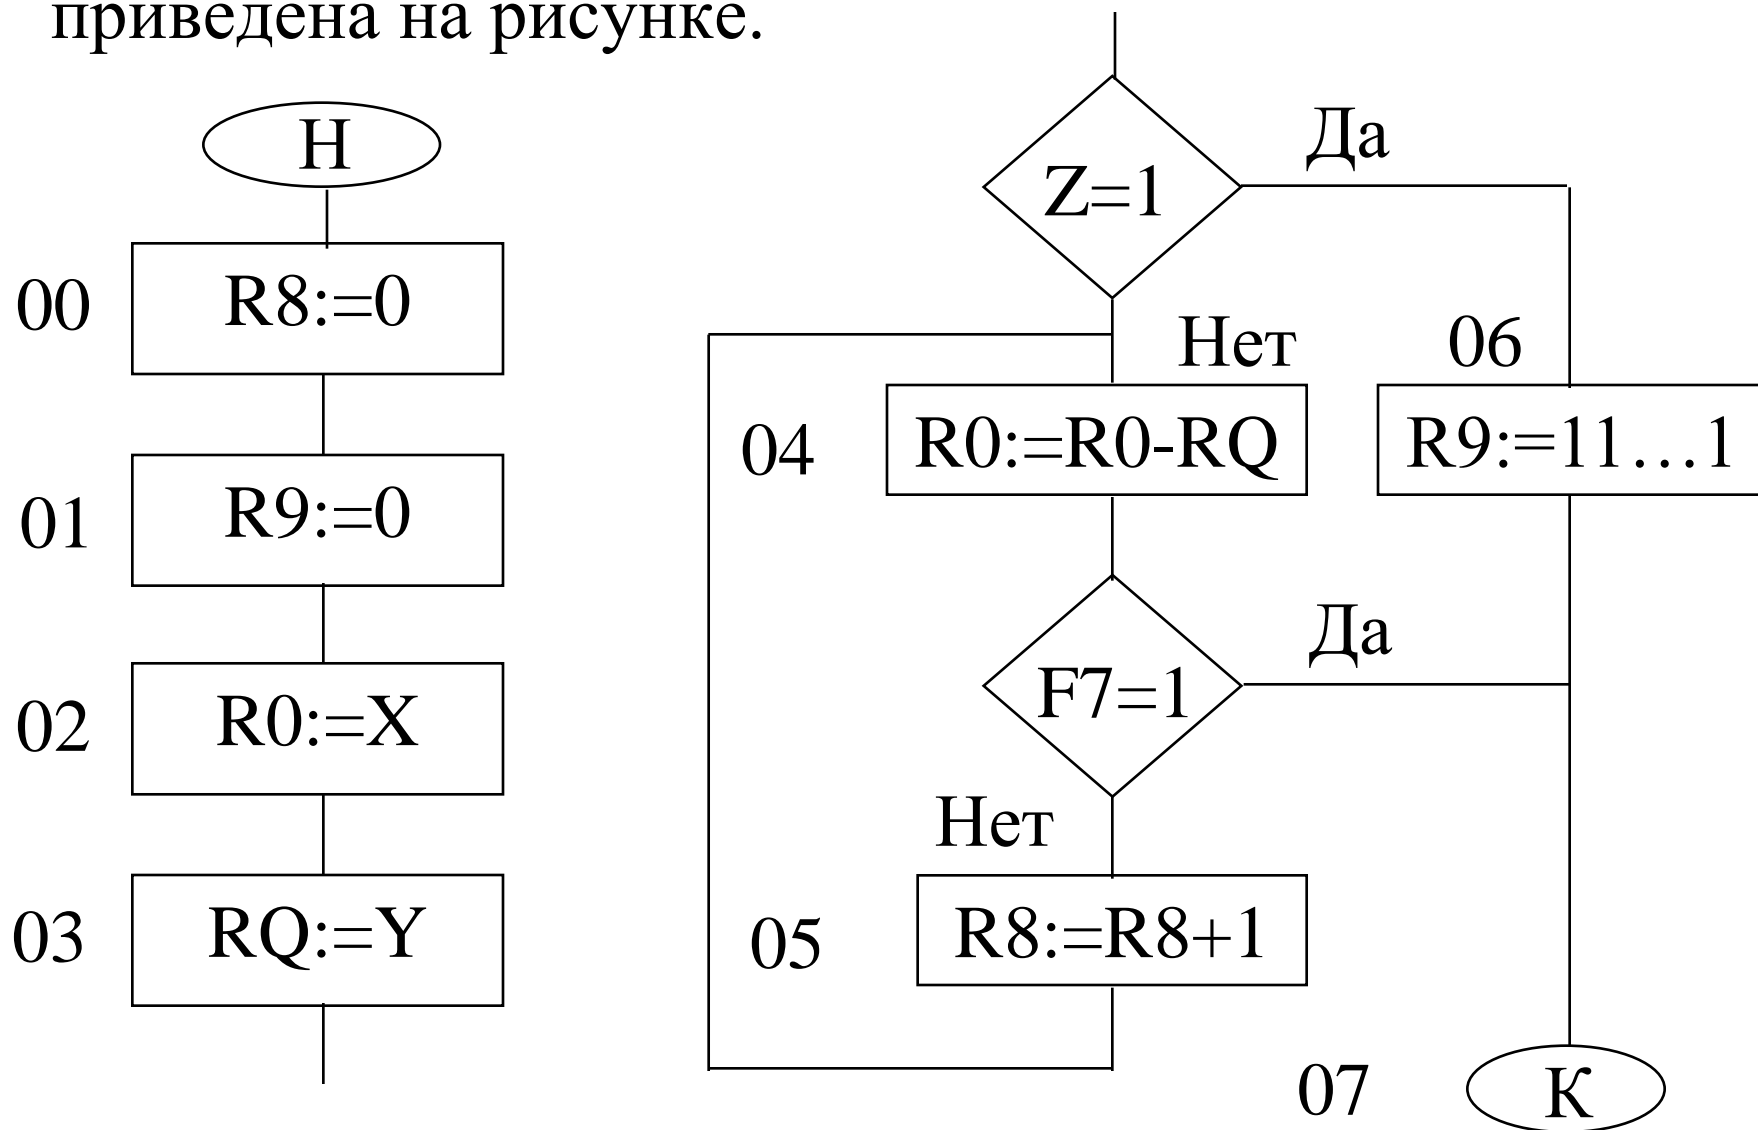 приведена на рисунке.
Н
00
R8:=0
01
R9:=0
02
R0:=X
03
RQ:=Y
Z=1
Да
Нет
06
04
R0:=R0-RQ
R9:=11…1
F7=1
Да
Нет
05
R8:=R8+1
07
К